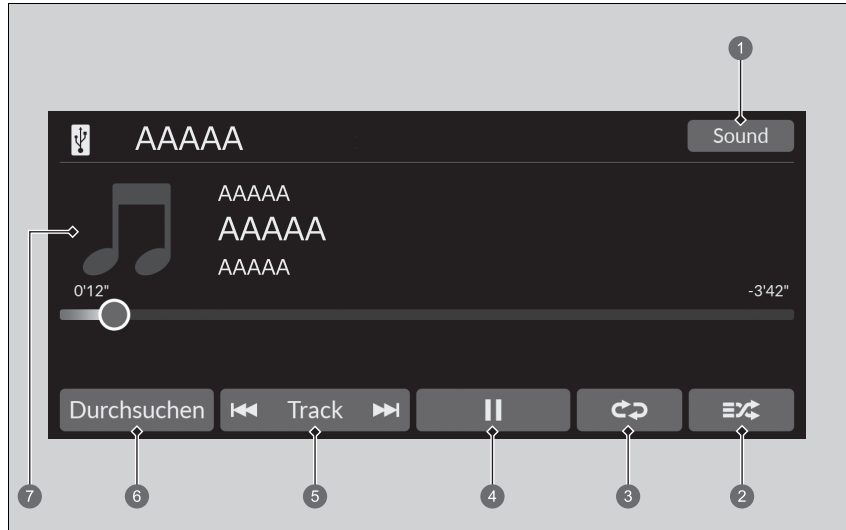 1
AAAAA
Sound
AAAAA
AAAAA
AAAAA
7
0'12"
-3'42"
Durchsuchen
Track
6
5
4
3
2